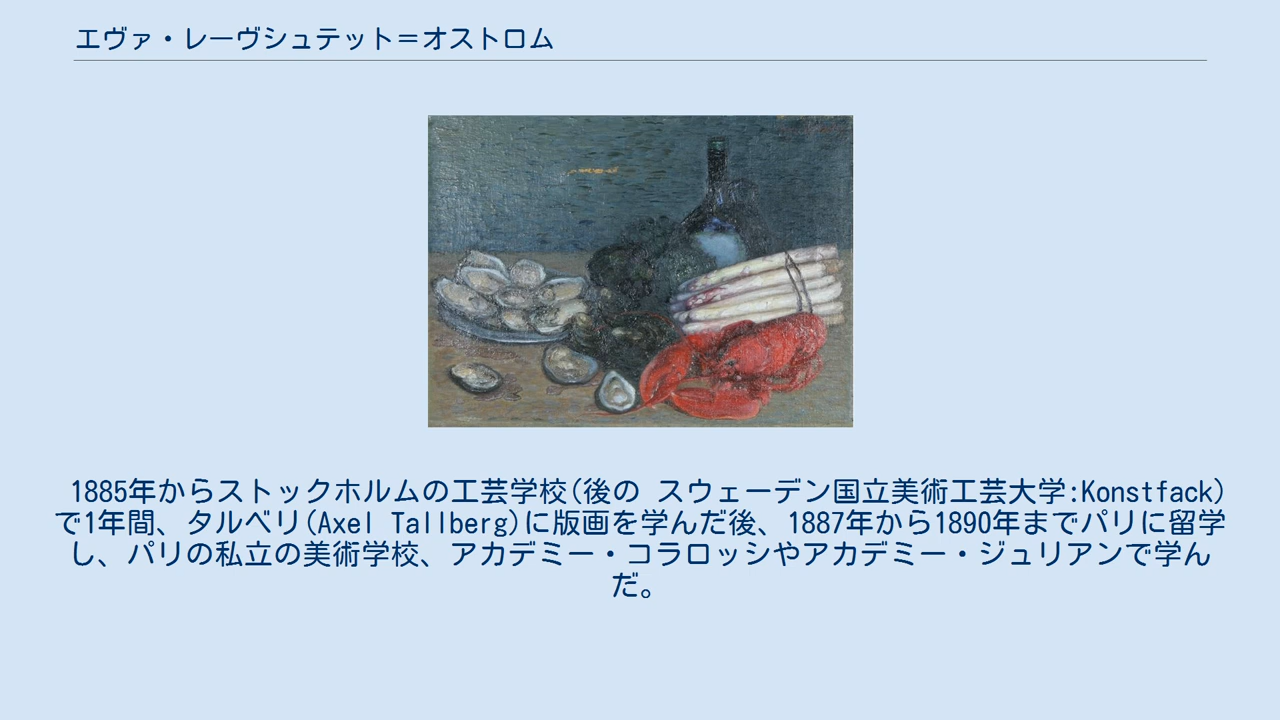 エヴァ・レーヴシュテット＝オストロム
1885年からストックホルムの工芸学校(後の スウェーデン国立美術工芸大学:Konstfack)
で1年間、タルベリ(Axel Tallberg)に版画を学んだ後、1887年から1890年までパリに留学
し、パリの私立の美術学校、アカデミー・コラロッシやアカデミー・ジュリアンで学ん
だ。